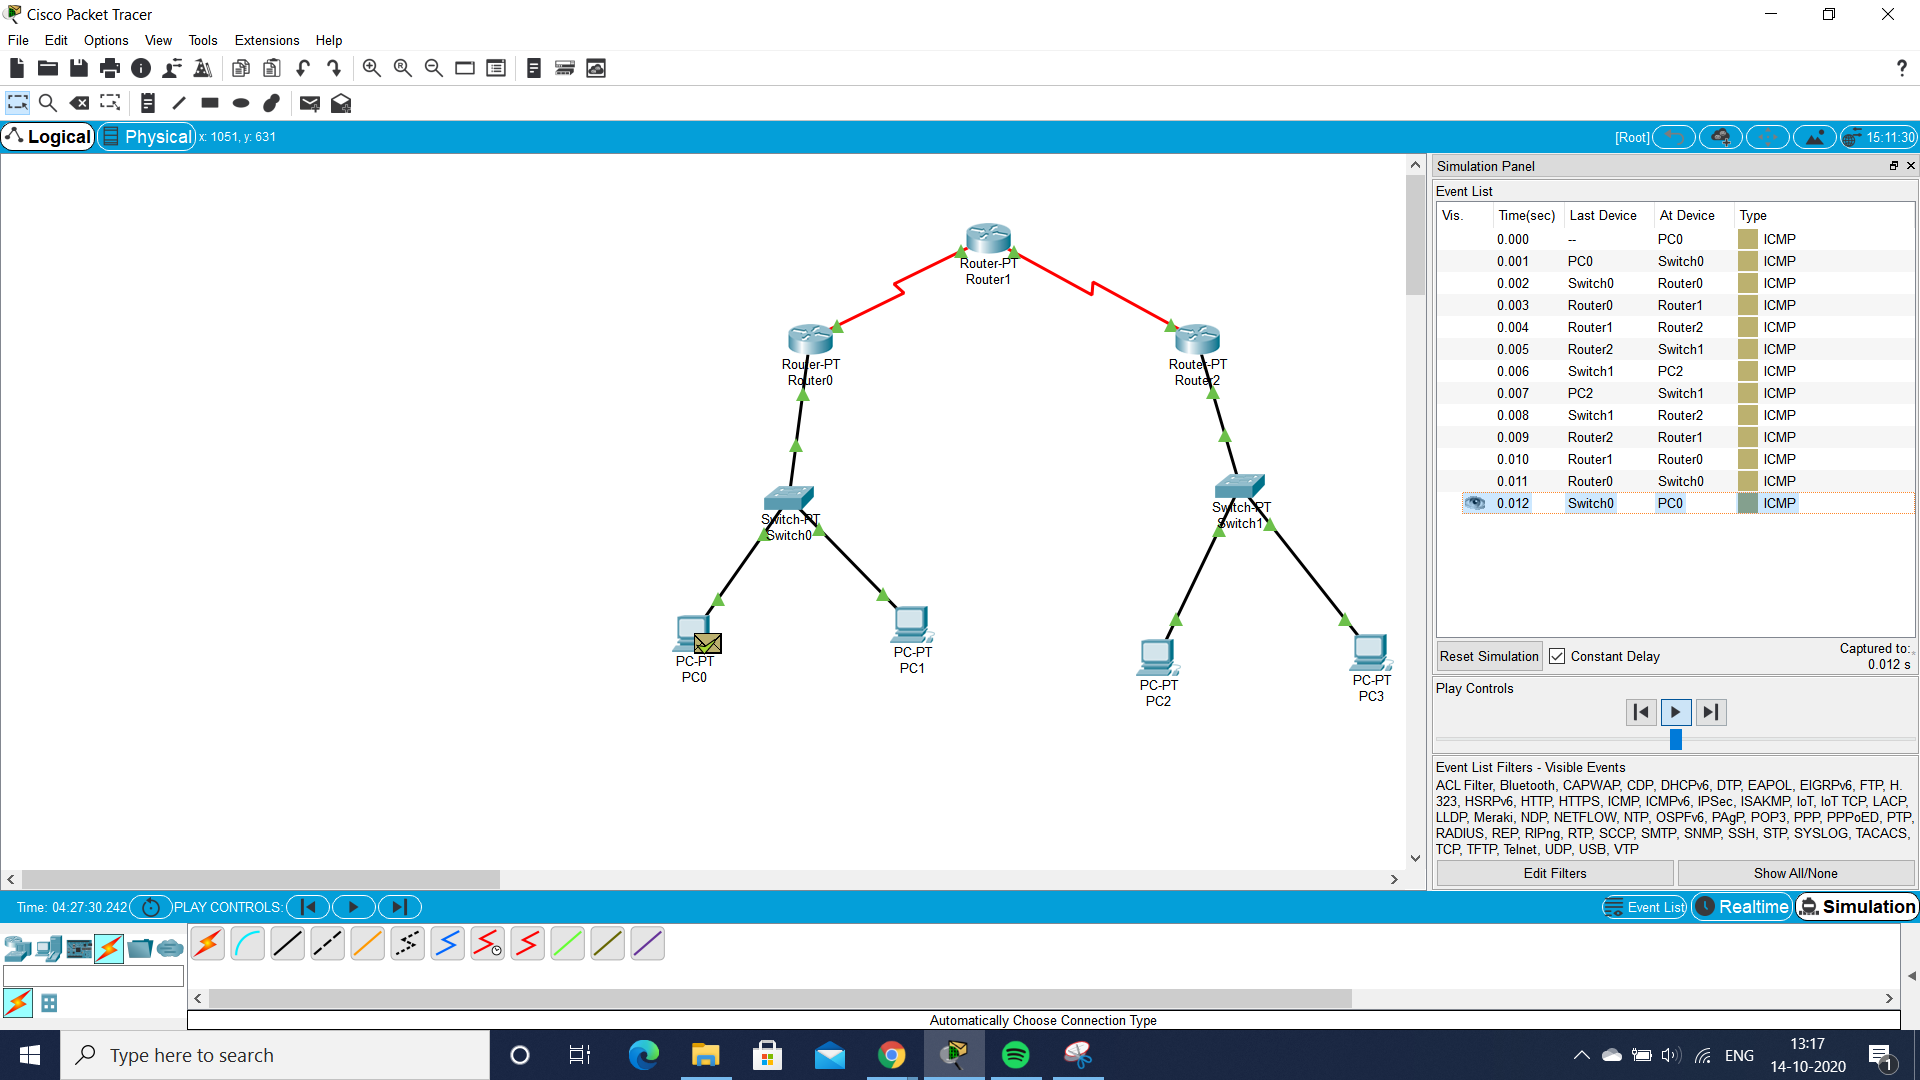 Cisco Packet Tracer
File Edit Options View Tools Extensions Help
Logical Physical x: 1051, y: 631 [Root] 15:11:30
Router-PT
Router1
Router-PT
Router0
Router-PT
Router2
Switch-PT
Switch0
Switch-PT
Switch1
PC-PT
PC0
PC-PT
PC1
PC-PT
PC2
PC-PT
PC3
Simulation Panel
Event List
Vis. Time(sec) Last Device At Device Type
0.000 -- PC0 ICMP
0.001 PC0 Switch0 ICMP
0.002 Switch0 Router0 ICMP
0.003 Router0 Router1 ICMP
0.004 Router1 Router2 ICMP
0.005 Router2 Switch1 ICMP
0.006 Switch1 PC2 ICMP
0.007 PC2 Switch1 ICMP
0.008 Switch1 Router2 ICMP
0.009 Router2 Router1 ICMP
0.010 Router1 Router0 ICMP
0.011 Router0 Switch0 ICMP
0.012 Switch0 PC0 ICMP
Reset Simulation Constant Delay Captured to:
0.012 s
Play Controls
Event List Filters - Visible Events
ACL Filter, Bluetooth, CAPWAP, CDP, DHCPv6, DTP, EAPOL, EIGRPv6, FTP, H.
323, HSRPv6, HTTP, HTTPS, ICMP, ICMPv6, IPSec, ISAKMP, IoT, IoT TCP, LACP,
LLDP, Meraki, NDP, NETFLOW, NTP, OSPFv6, PAgP, POP3, PPP, PPPoED, PTP,
RADIUS, REP, RIPng, RTP, SCCP, SMTP, SNMP, SSH, STP, SYSLOG, TACACS,
TCP, TFTP, Telnet, UDP, USB, VTP
Edit Filters Show All/None
Time: 04:27:30.242 PLAY CONTROLS: Event List Realtime Simulation
Automatically Choose Connection Type
Type here to search
ENG
13:17
14-10-2020
1